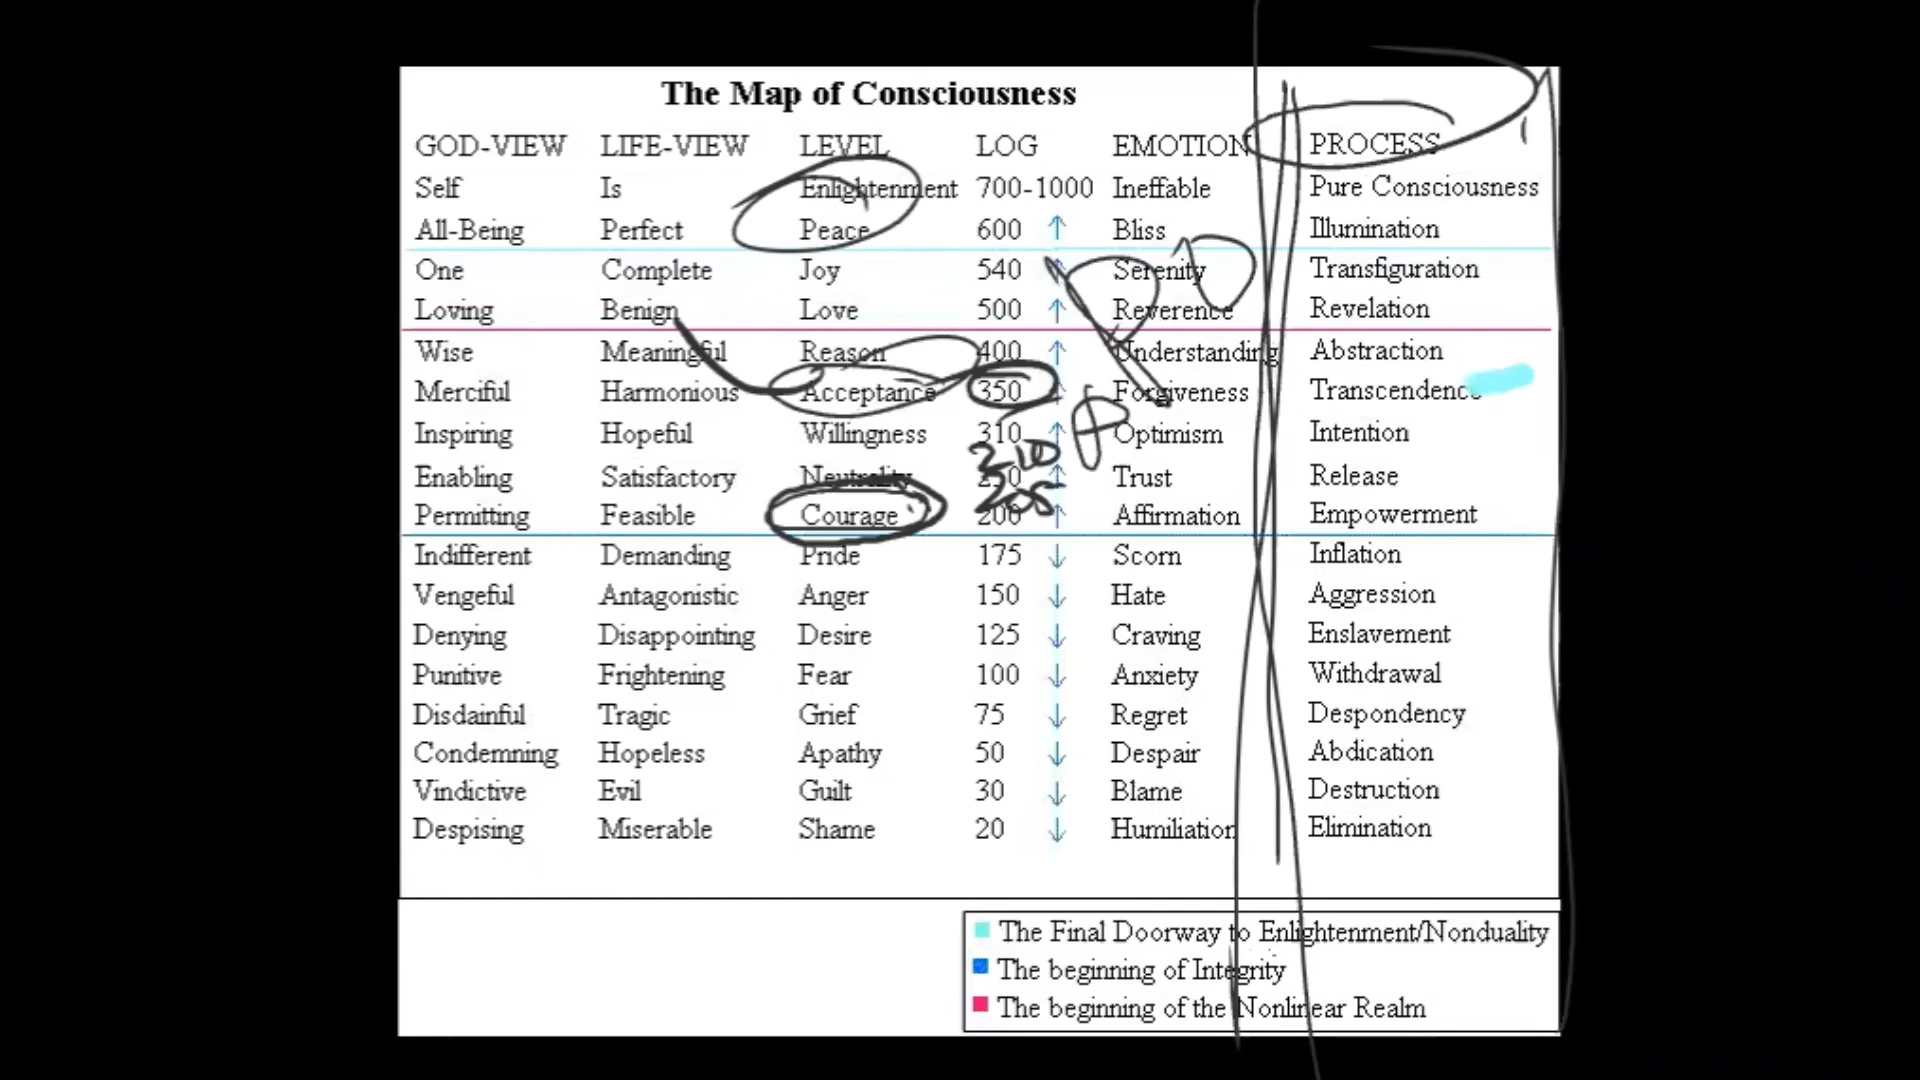 The Map of Consciousness
GOD-VIEW LIFE-VIEW LEVEL LOG EMOTION PROCESS
Self Is Enlightenment 700-1000 Ineffable Pure Consciousness
All-Being Perfect Peace 600 ↑ Bliss Illumination
One Complete Joy 540 ↑ Serenity Transfiguration
Loving Benign Love 500 ↑ Reverence Revelation
Wise Meaningful Reason 400 ↑ Understanding Abstraction
Merciful Harmonious Acceptance 350 ↑ Forgiveness Transcendence
Inspiring Hopeful Willingness 310 ↑ Optimism Intention
210
Enabling Satisfactory Neutrality 250 ↑ Trust Release
205
Permitting Feasible Courage 200 ↑ Affirmation Empowerment
Indifferent Demanding Pride 175 ↓ Scorn Inflation
Vengeful Antagonistic Anger 150 ↓ Hate Aggression
Denying Disappointing Desire 125 ↓ Craving Enslavement
Punitive Frightening Fear 100 ↓ Anxiety Withdrawal
Disdainful Tragic Grief 75 ↓ Regret Despondency
Condemning Hopeless Apathy 50 ↓ Despair Abdication
Vindictive Evil Guilt 30 ↓ Blame Destruction
Despising Miserable Shame 20 ↓ Humiliation Elimination
The Final Doorway to Enlightenment/Nonduality
The beginning of Integrity
The beginning of the Nonlinear Realm